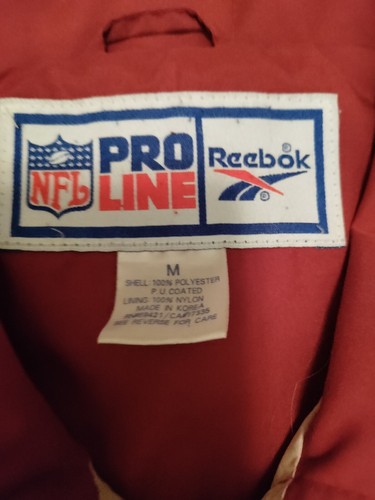 NFL
PRO
LINE
Reebok®
®
M
SHELL: 100% POLYESTER
P.U. COATED
LINING: 100% NYLON
MADE IN KOREA
SEE REVERSE FOR CARE